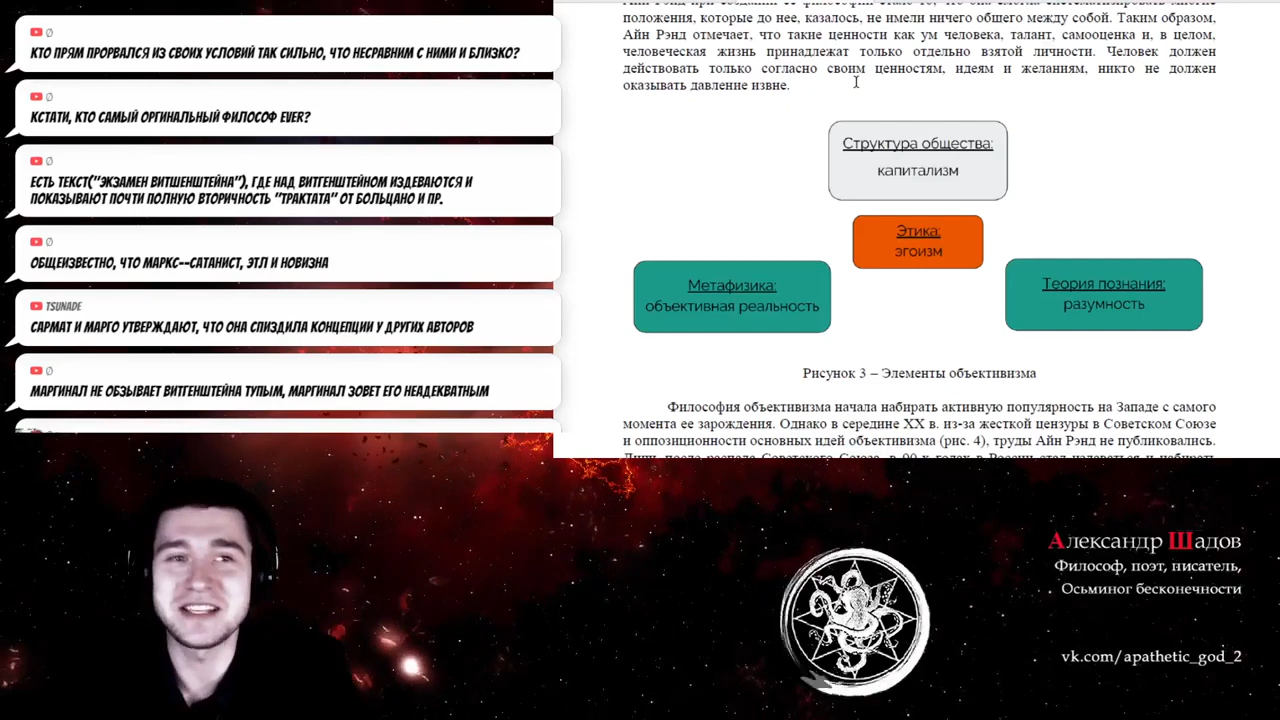 Ø
КТО ПРЯМ ПРОРВАЛСЯ ИЗ СВОИХ УСЛОВИЙ ТАК СИЛЬНО, ЧТО НЕСРАВНИМ С НИМИ И БЛИЗКО?
Ø
КСТАТИ, КТО САМЫЙ ОРГИНАЛЬНЫЙ ФИЛОСОФ EVER?
Ø
ЕСТЬ ТЕКСТ("ЭКЗАМЕН ВИТШЕНШТЕЙНА"), ГДЕ НАД ВИТГЕНШТЕЙНОМ ИЗДЕВАЮТСЯ И
ПОКАЗЫВАЮТ ПОЧТИ ПОЛНУЮ ВТОРИЧНОСТЬ "ТРАКТАТА" ОТ БОЛЬЦАНО И ПР.
Ø
ОБЩЕИЗВЕСТНО, ЧТО МАРКС--САТАНИСТ, ЭТЛ И НОВИЗНА
TSUNADE
САРМАТ И МАРГО УТВЕРЖДАЮТ, ЧТО ОНА СПИЗДИЛА КОНЦЕПЦИИ У ДРУГИХ АВТОРОВ
Ø
МАРГИНАЛ НЕ ОБЗЫВАЕТ ВИТГЕНШТЕЙНА ТУПЫМ, МАРГИНАЛ ЗОВЕТ ЕГО НЕАДЕКВАТНЫМ
положения, которые до нее, казалось, не имели ничего общего между собой. Таким образом,
Айн Рэнд отмечает, что такие ценности как ум человека, талант, самооценка и, в целом,
человеческая жизнь принадлежат только отдельно взятой личности. Человек должен
действовать только согласно своим ценностям, идеям и желаниям, никто не должен
оказывать давление извне.
Структура общества:
капитализм
Этика:
эгоизм
Метафизика:
объективная реальность
Теория познания:
разумность
Рисунок 3 – Элементы объективизма
Философия объективизма начала набирать активную популярность на Западе с самого
момента ее зарождения. Однако в середине XX в. из-за жесткой цензуры в Советском Союзе
и оппозиционности основных идей объективизма (рис. 4), труды Айн Рэнд не публиковались.
Александр Шадов
Философ, поэт, нисатель,
Осьминог бесконечности
vk.com/apathetic_god_2